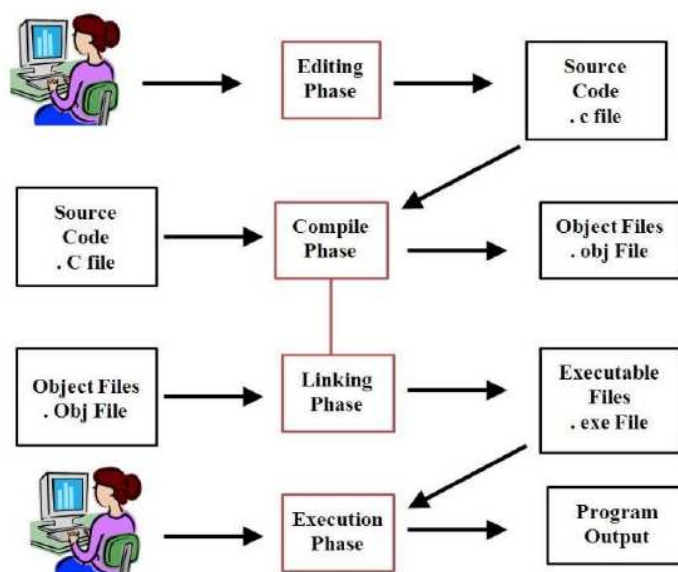 Editing
Phase
Source
Code
. c file
Source
Code
. C file
Compile
Phase
Object Files
. obj File
Object Files
. Obj File
Linking
Phase
Executable
Files
. exe File
Execution
Phase
Program
Output